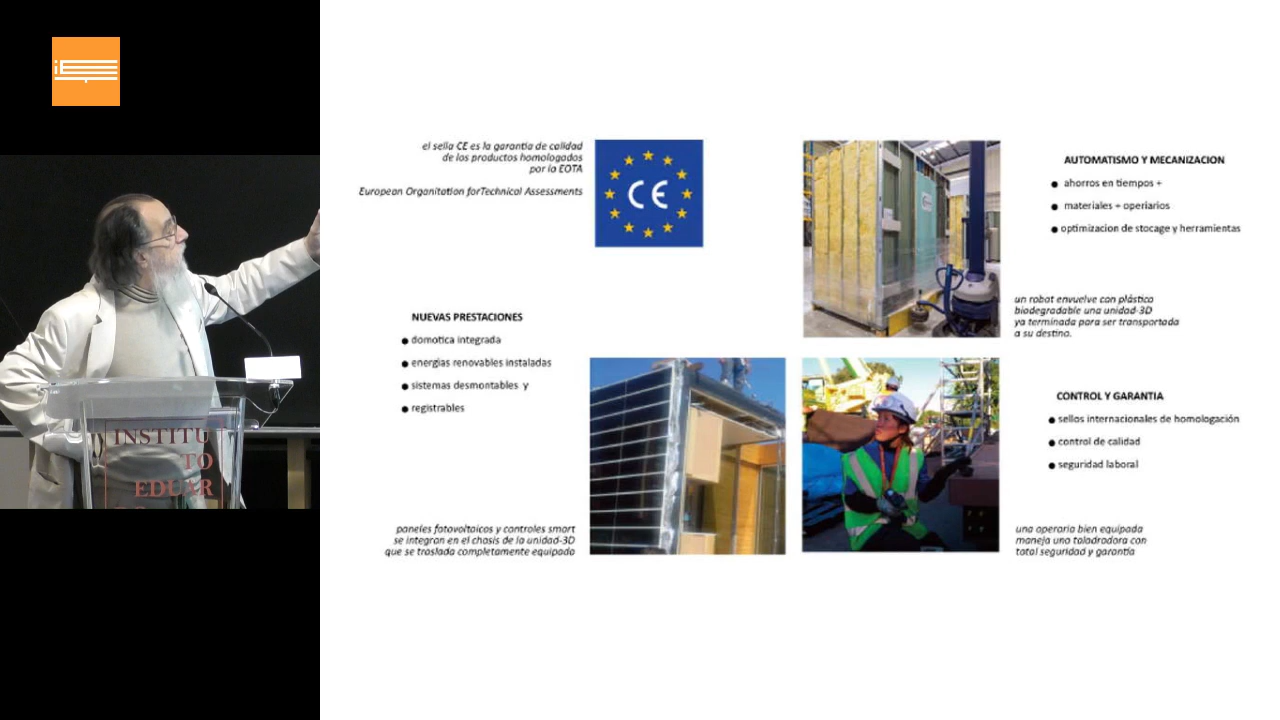 el sello CE es la garantía de calidad
de los productos homologados
por la EOTA
European Organitation forTechnical Assessments
CE
AUTOMATISMO Y MECANIZACION
● ahorros en tiempos +
● materiales + operiarios
● optimizacion de stocage y herramientas
un robot envuelve con plástico
biodegradable una unidad-3D
ya terminada para ser transportada
a su destino.
NUEVAS PRESTACIONES
● domotica integrada
● energias renovables instaladas
● sistemas desmontables y
● registrables
CONTROL Y GARANTIA
● sellos internacionales de homologación
● control de calidad
● seguridad laboral
paneles fotovoltaicos y controles smart
se integran en el chasis de la unidad-3D
que se traslada completamente equipada
una operaria bien equipada
maneja una taladradora con
total seguridad y garantía
INSTITU
TO
EDUAR